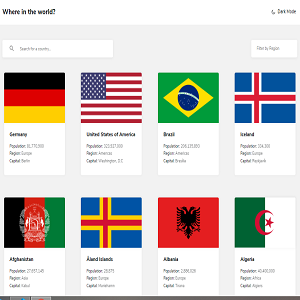 Where in the world?
Dark Mode
Search for a country...
Filter by Region
Germany
Population: 81,770,900
Region: Europe
Capital: Berlin
United States of America
Population: 323,947,000
Region: Americas
Capital: Washington, D.C
Brazil
Population: 206,135,893
Region: Americas
Capital: Brasília
Iceland
Population: 334,300
Region: Europe
Capital: Reykjavík
Afghanistan
Population: 27,657,145
Region: Asia
Capital: Kabul
Åland Islands
Population: 28,875
Region: Europe
Capital: Mariehamn
Albania
Population: 2,886,026
Region: Europe
Capital: Tirana
Algeria
Population: 40,400,000
Region: Africa
Capital: Algiers